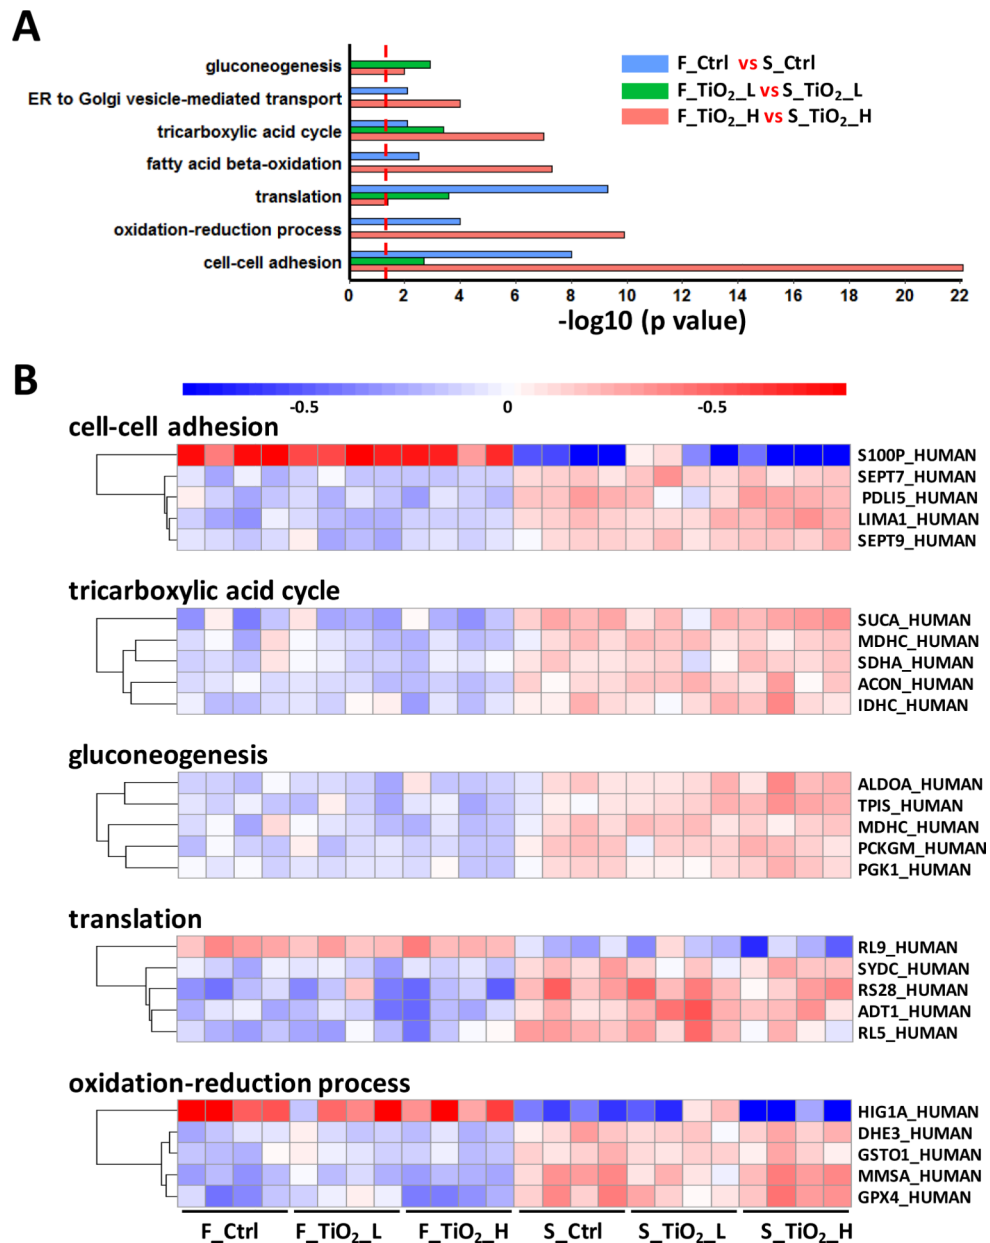 A
gluconeogenesis
ER to Golgi vesicle-mediated transport
tricarboxylic acid cycle
fatty acid beta-oxidation
translation
oxidation-reduction process
cell-cell adhesion
F_Ctrl vs S_Ctrl
F_TiO₂_L vs S_TiO₂_L
F_TiO₂_H vs S_TiO₂_H
0 2 4 6 8 10 12 14 16 18 20 22
-log10 (p value)
B
-0.5 0 -0.5
cell-cell adhesion
S100P_HUMAN
SEPT7_HUMAN
PDLI5_HUMAN
LIMA1_HUMAN
SEPT9_HUMAN
tricarboxylic acid cycle
SUCA_HUMAN
MDHC_HUMAN
SDHA_HUMAN
ACON_HUMAN
IDHC_HUMAN
gluconeogenesis
ALDOA_HUMAN
TPIS_HUMAN
MDHC_HUMAN
PCKGM_HUMAN
PGK1_HUMAN
translation
RL9_HUMAN
SYDC_HUMAN
RS28_HUMAN
ADT1_HUMAN
RL5_HUMAN
oxidation-reduction process
HIG1A_HUMAN
DHE3_HUMAN
GSTO1_HUMAN
MMSA_HUMAN
GPX4_HUMAN
F_Ctrl F_TiO₂_L F_TiO₂_H S_Ctrl S_TiO₂_L S_TiO₂_H